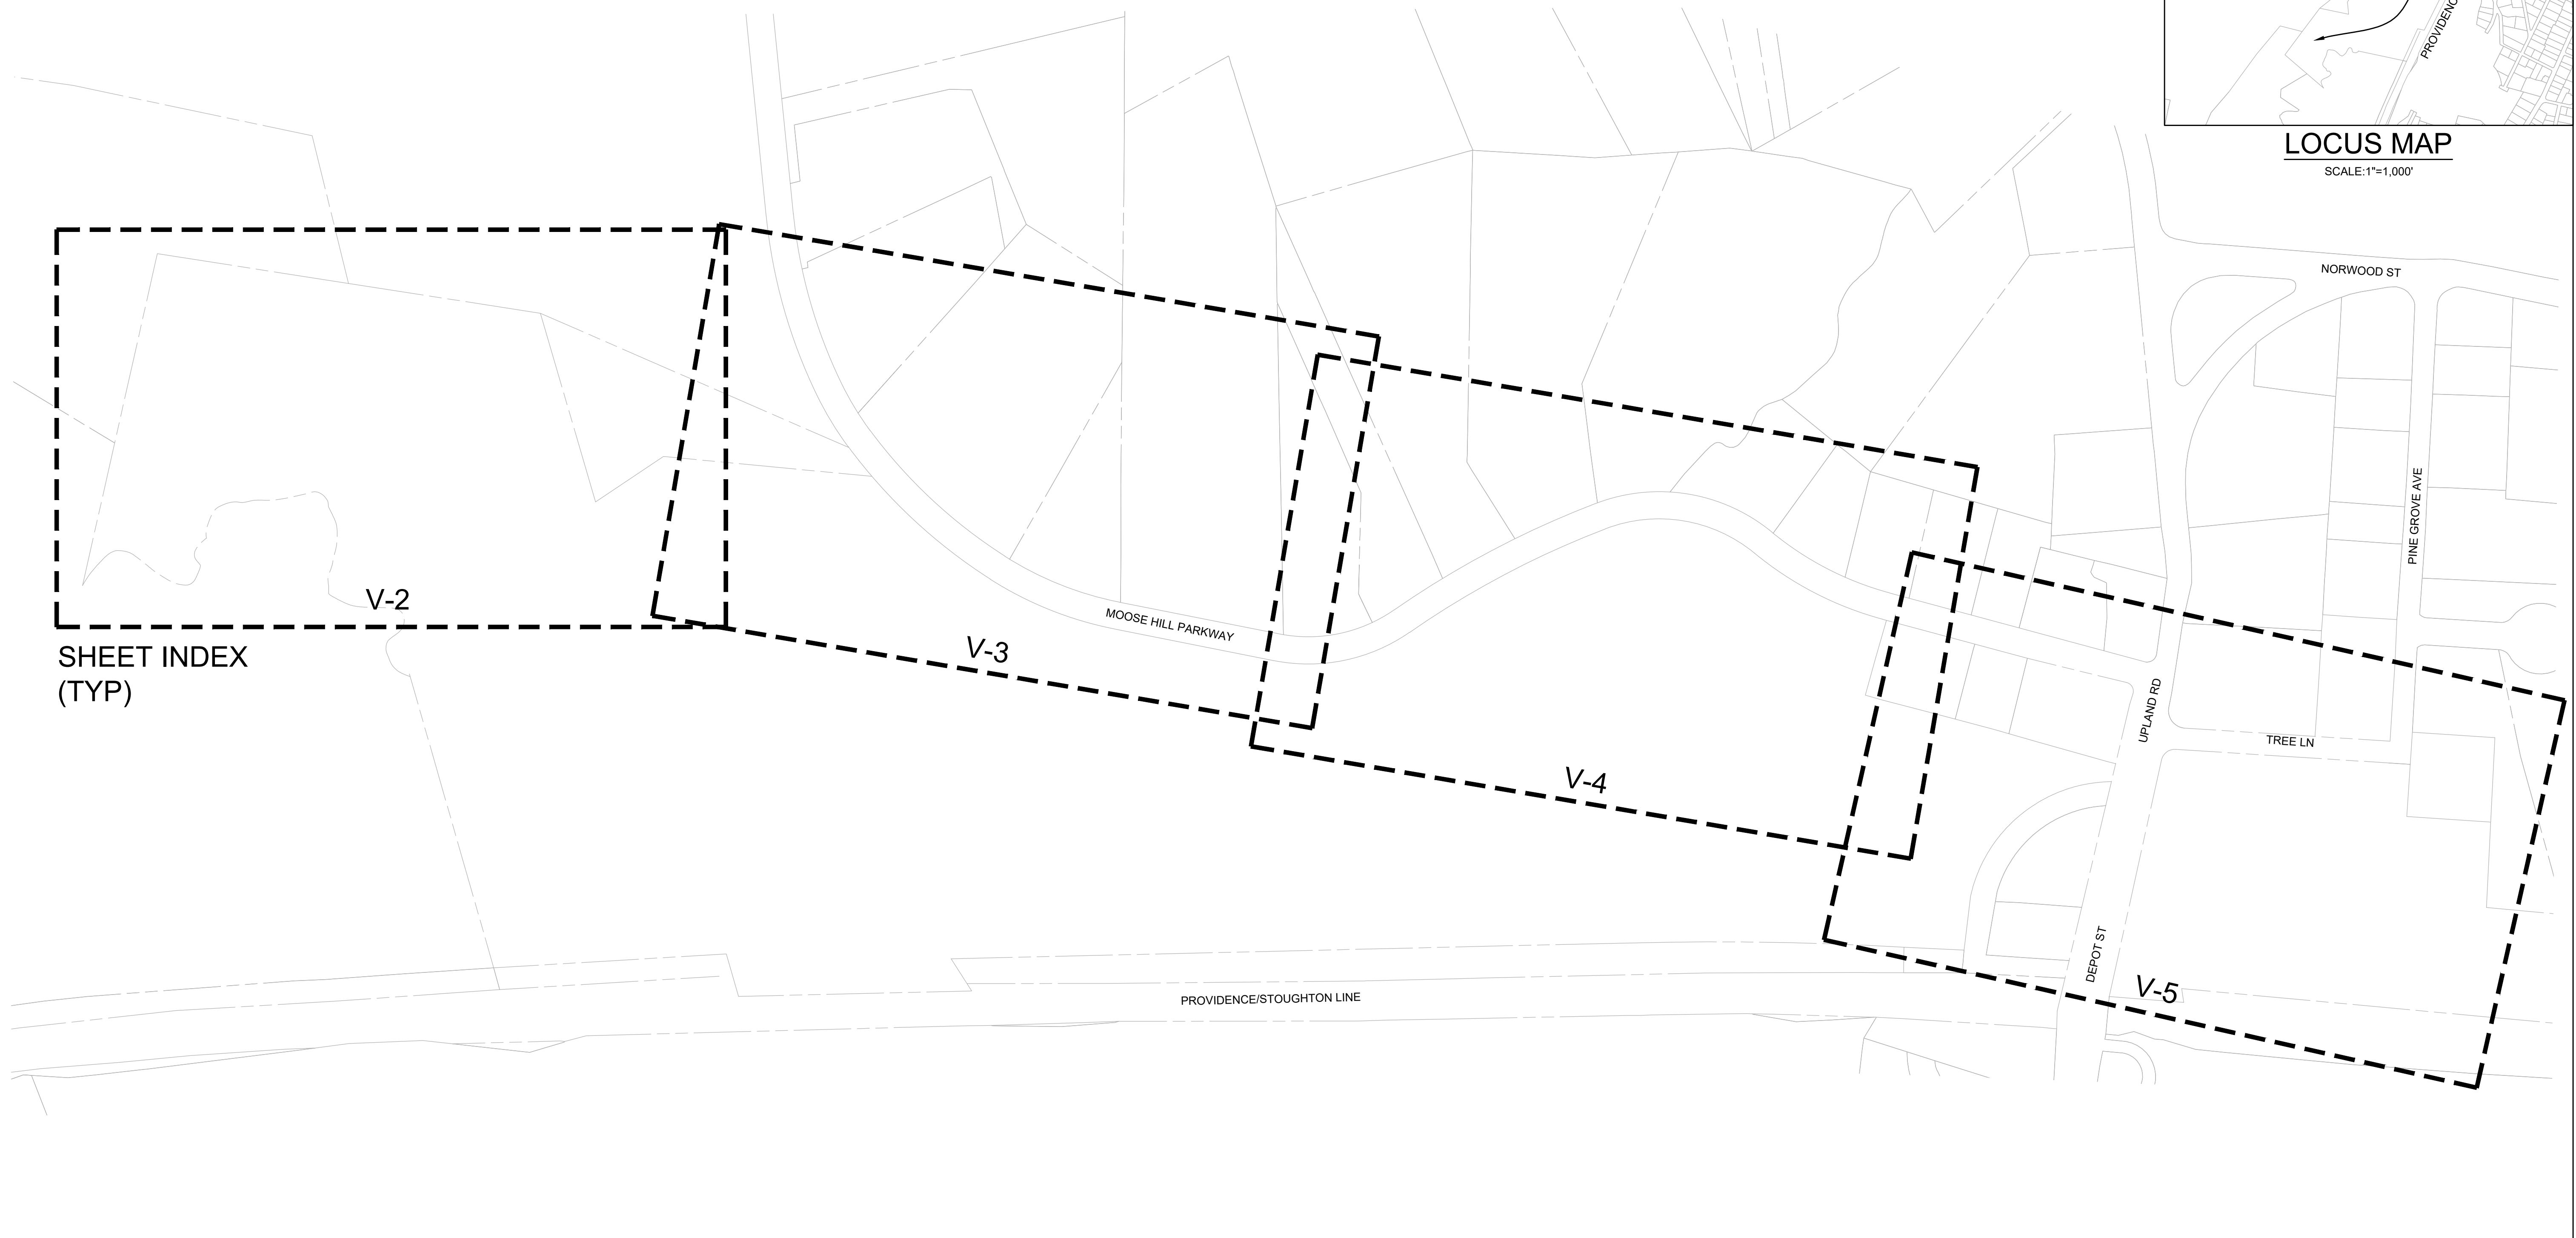 PROVIDENC
LOCUS MAP
SCALE:1"=1,000'
NORWOOD ST
PINE GROVE AVE
V-2
SHEET INDEX
(TYP)
MOOSE HILL PARKWAY
V-3
UPLAND RD
TREE LN
V-4
DEPOT ST
V-5
PROVIDENCE/STOUGHTON LINE